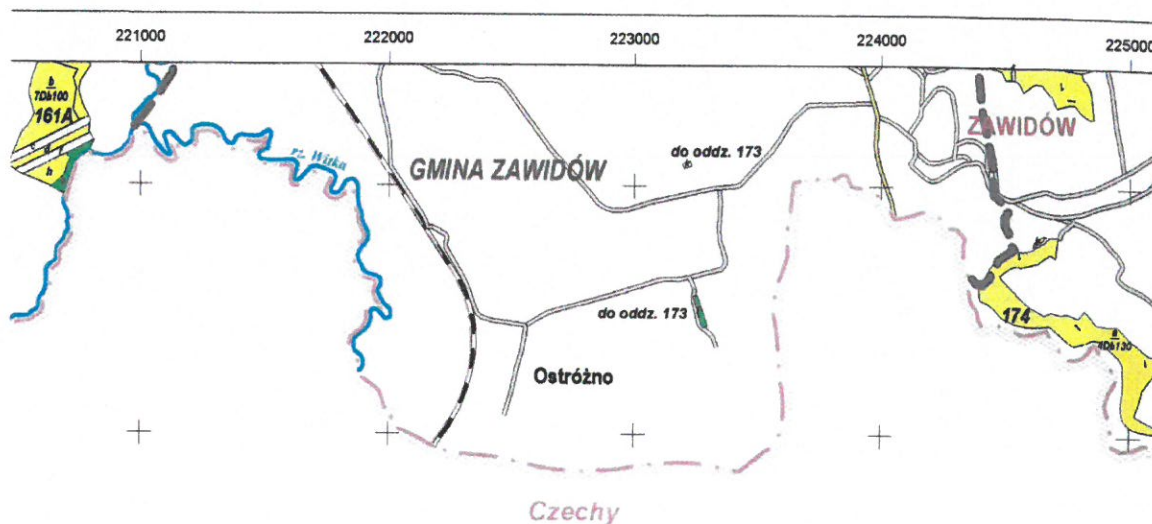 221000 222000 223000 224000 225000
b
7Db100
161A
d
h
rz. Witka
GMINA ZAWIDÓW
do oddz. 173
ZAWIDÓW
do oddz. 173
174
Ostróżno
Czechy